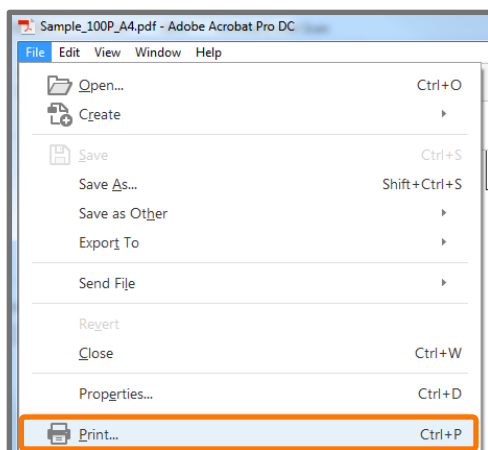 Sample_100P_A4.pdf - Adobe Acrobat Pro DC
File Edit View Window Help
Open... Ctrl+O
Create
Save Ctrl+S
Save As... Shift+Ctrl+S
Save as Other
Export To
Send File
Revert
Close Ctrl+W
Properties... Ctrl+D
Print... Ctrl+P